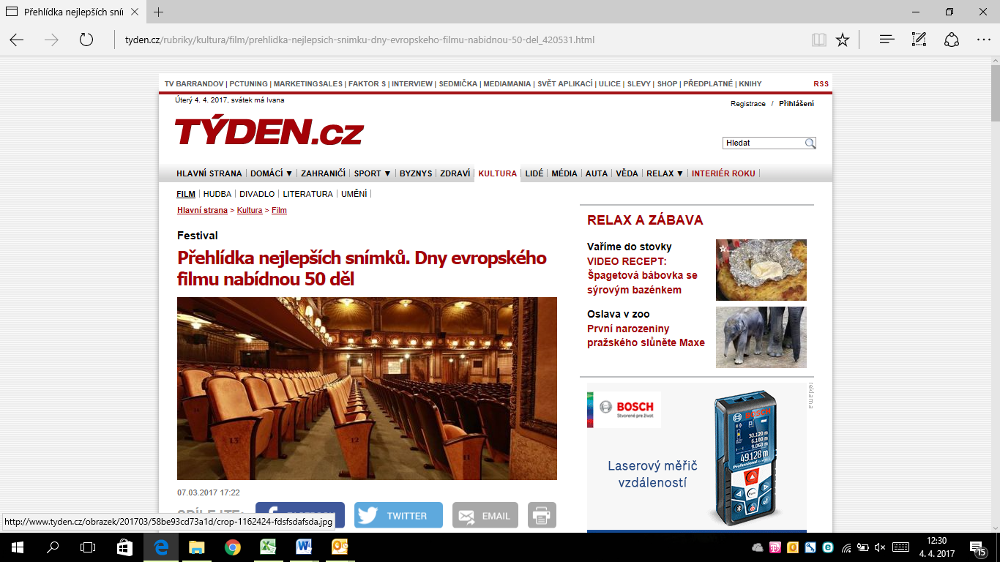 Přehlídka nejlepších sní
tyden.cz/rubriky/kultura/film/prehlidka-nejlepsich-snimku-dny-evropskeho-filmu-nabidnou-50-del_420531.html
TV BARRANDOV | PCTUNING | MARKETINGSALES | FAKTOR S | INTERVIEW | SEDMIČKA | MEDIAMANIA | SVĚT APLIKACÍ | ULICE | SLEVY | SHOP | PŘEDPLATNÉ | KNIHY
RSS
Úterý 4. 4. 2017, svátek má Ivana
Registrace / Přihlášení
TÝDEN.cz
Hledat
HLAVNÍ STRANA | DOMÁCÍ ▼ | ZAHRANIČÍ | SPORT ▼ | BYZNYS | ZDRAVÍ | KULTURA | LIDÉ | MÉDIA | AUTA | VĚDA | RELAX ▼ | INTERIÉR ROKU |
FILM | HUDBA | DIVADLO | LITERATURA | UMĚNÍ |
Hlavní strana > Kultura > Film
Festival
Přehlídka nejlepších snímků. Dny evropského
filmu nabídnou 50 děl
13
12
11
07.03.2017 17:22
TWITTER
EMAIL
http://www.tyden.cz/obrazek/201703/58be93cd73a1d/crop-1162424-fdsfsdafsda.jpg
RELAX A ZÁBAVA
Vaříme do stovky
VIDEO RECEPT:
Špagetová bábovka se
sýrovým bazénkem
Oslava v zoo
První narozeniny
pražského slůněte Maxe
reklama
BOSCH
Stvorené pre život
BOSCH
30.120 m
5.100 m
9.060 m
49.128 m
Professional
Laserový měřič
vzdáleností
12:30
4. 4. 2017
15